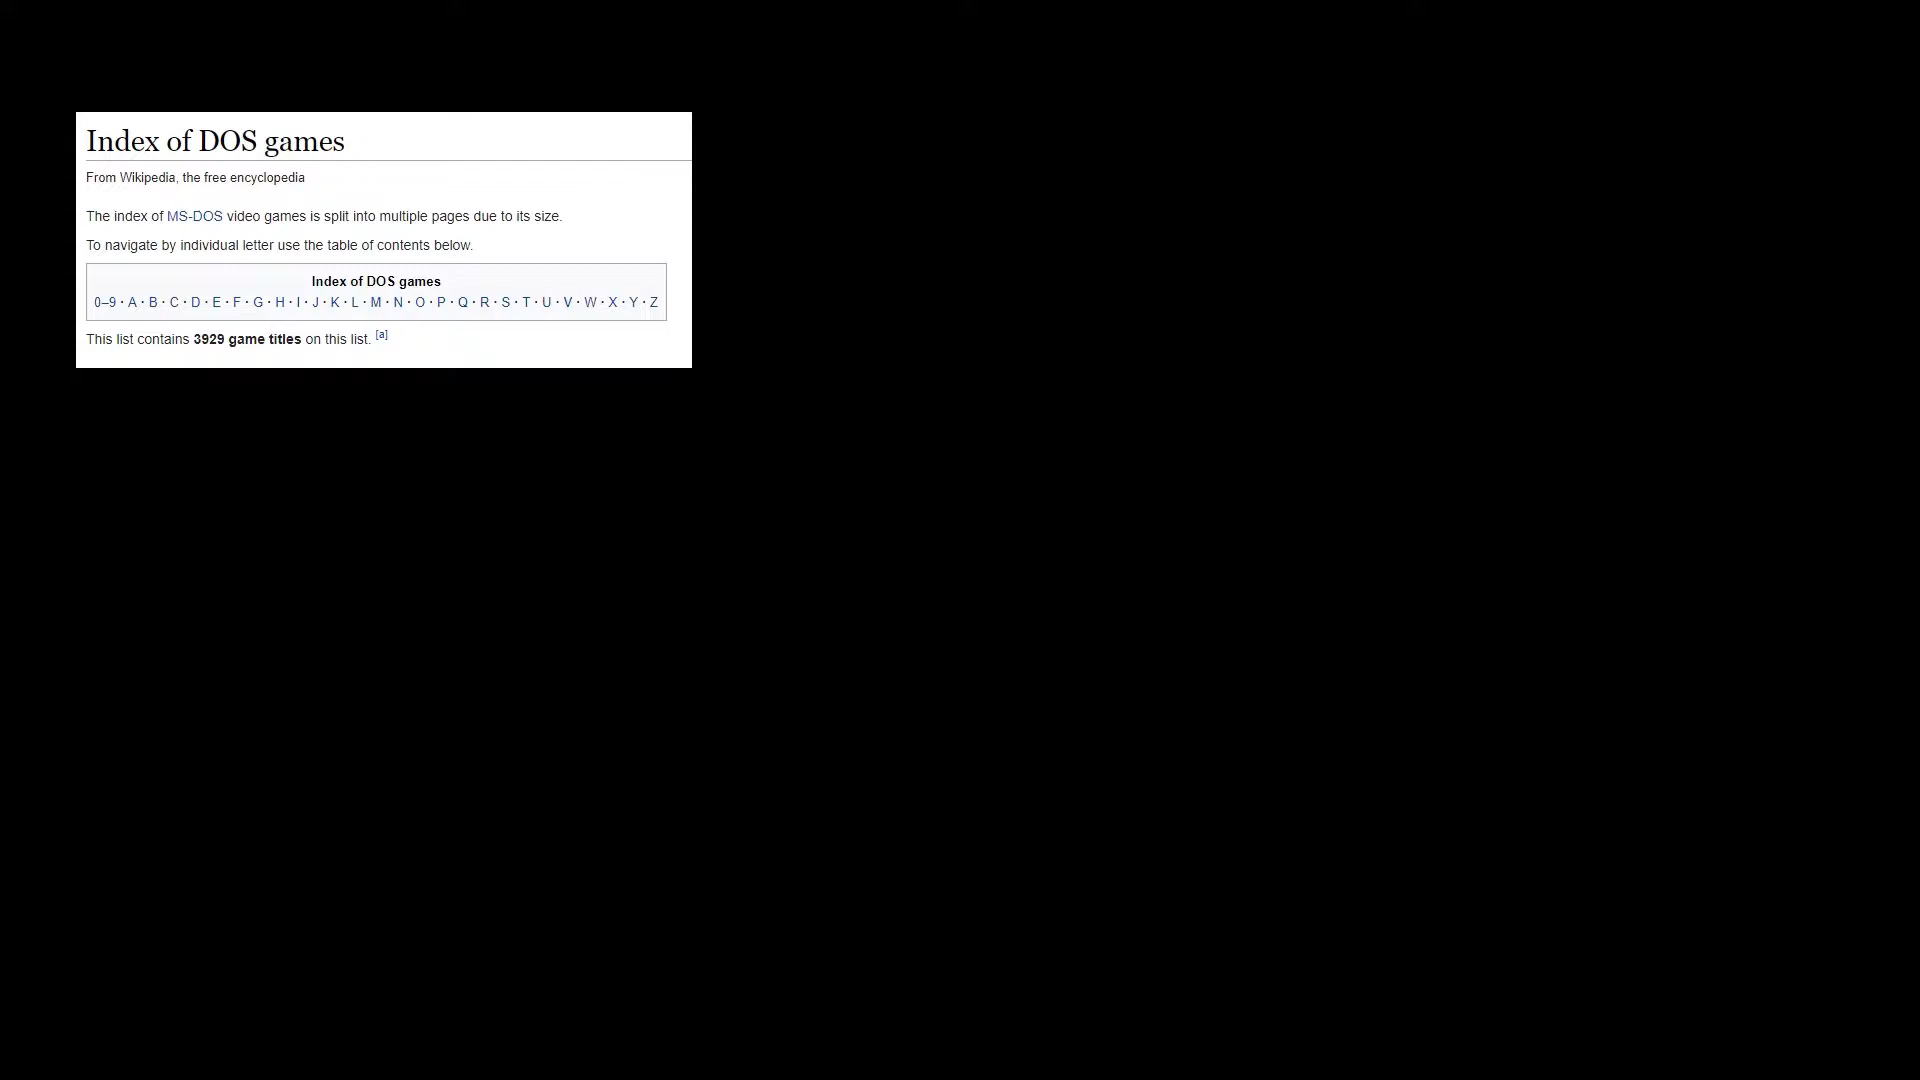 Index of DOS games
From Wikipedia, the free encyclopedia
The index of MS-DOS video games is split into multiple pages due to its size.
To navigate by individual letter use the table of contents below.
Index of DOS games
0–9 · A · B · C · D · E · F · G · H · I · J · K · L · M · N · O · P · Q · R · S · T · U · V · W · X · Y · Z
This list contains 3929 game titles on this list. [a]